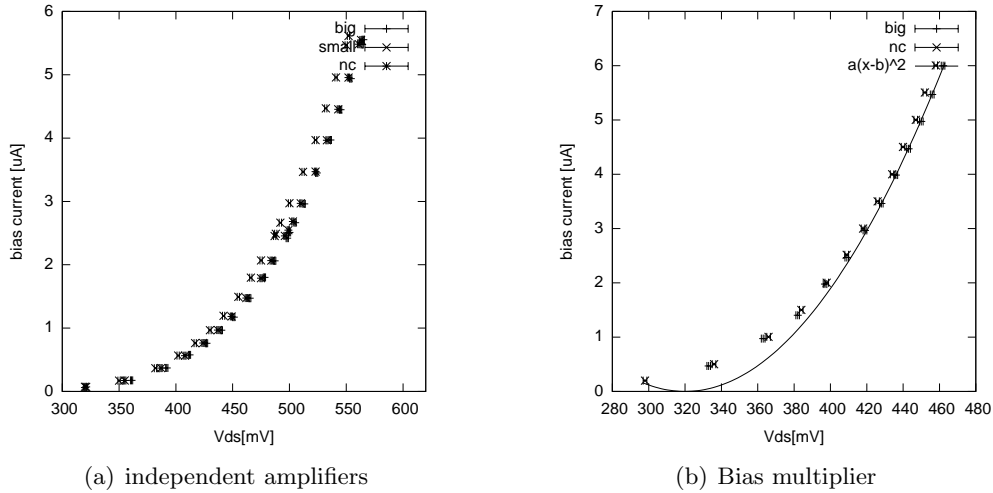 6
5
4
3
2
1
0
300 350 400 450 500 550 600
bias current [uA]
Vds[mV]
big
small
nc
(a) independent amplifiers
7
6
5
4
3
2
1
0
280 300 320 340 360 380 400 420 440 460 480
bias current [uA]
Vds[mV]
big
nc
a(x-b)^2
(b) Bias multiplier